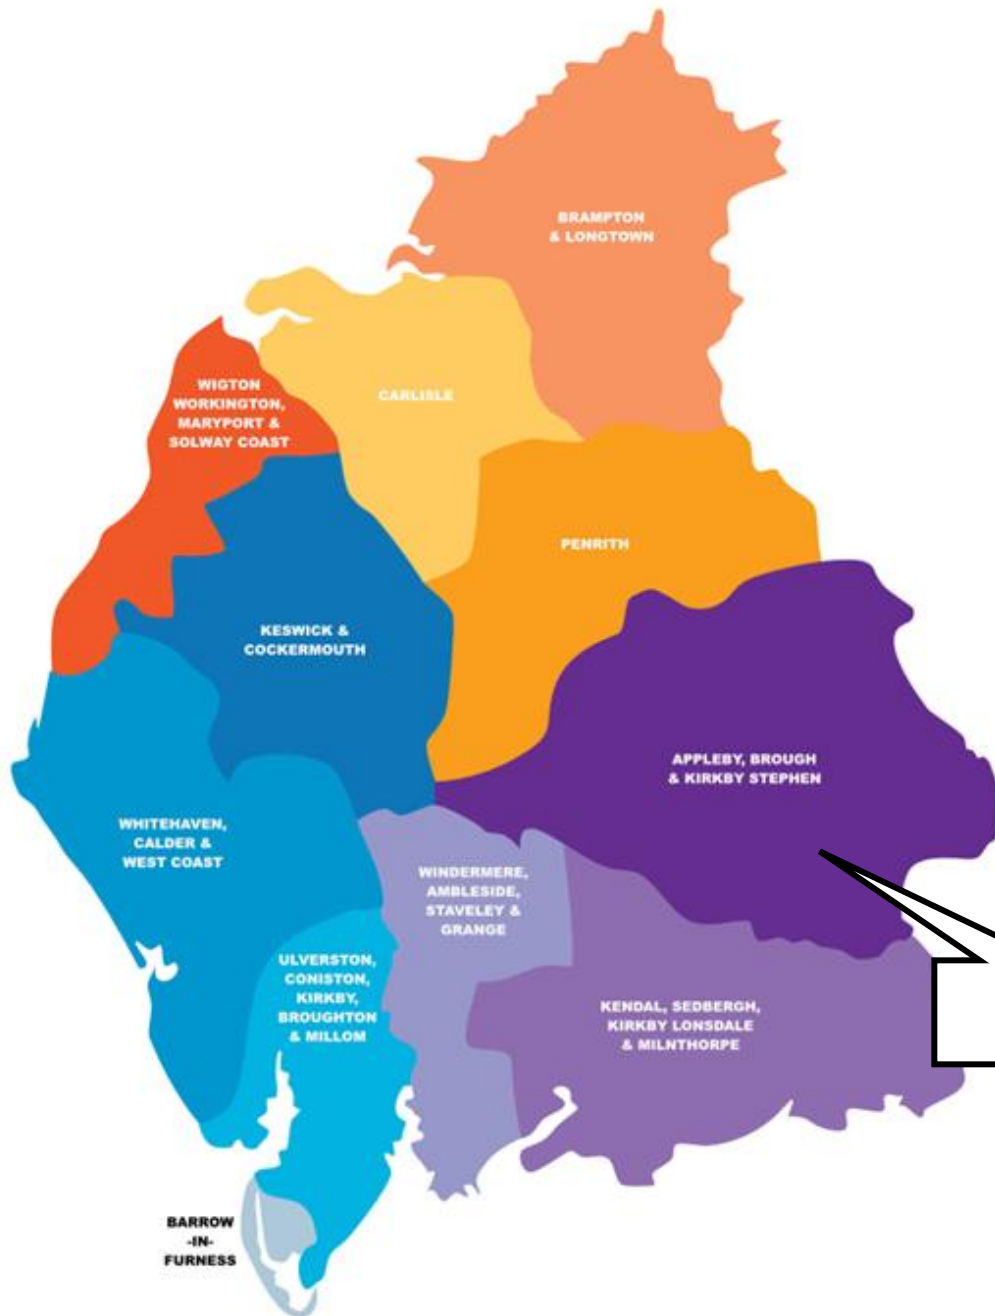 BRAMPTON
& LONGTOWN
WIGTON
WORKINGTON,
MARYPORT &
SOLWAY COAST
CARLISLE
PENRITH
KESWICK &
COCKERMOUTH
APPLEBY, BROUGH
& KIRKBY STEPHEN
WHITEHAVEN,
CALDER &
WEST COAST
WINDERMERE,
AMBLESIDE,
STAVELEY &
GRANGE
ULVERSTON,
CONISTON,
KIRKBY,
BROUGHTON
& MILLOM
KENDAL, SEDBERGH,
KIRKBY LONSDALE
& MILNTHORPE
BARROW
-IN-
FURNESS